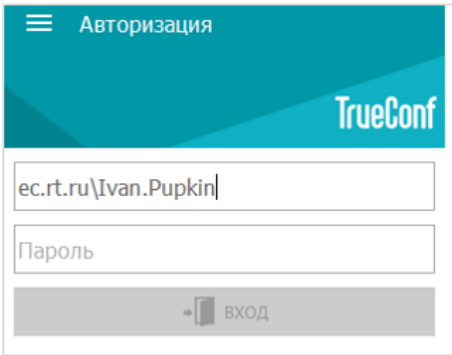 Авторизация
TrueConf
ec.rt.ru\Ivan.Pupkin
Пароль
ВХОД